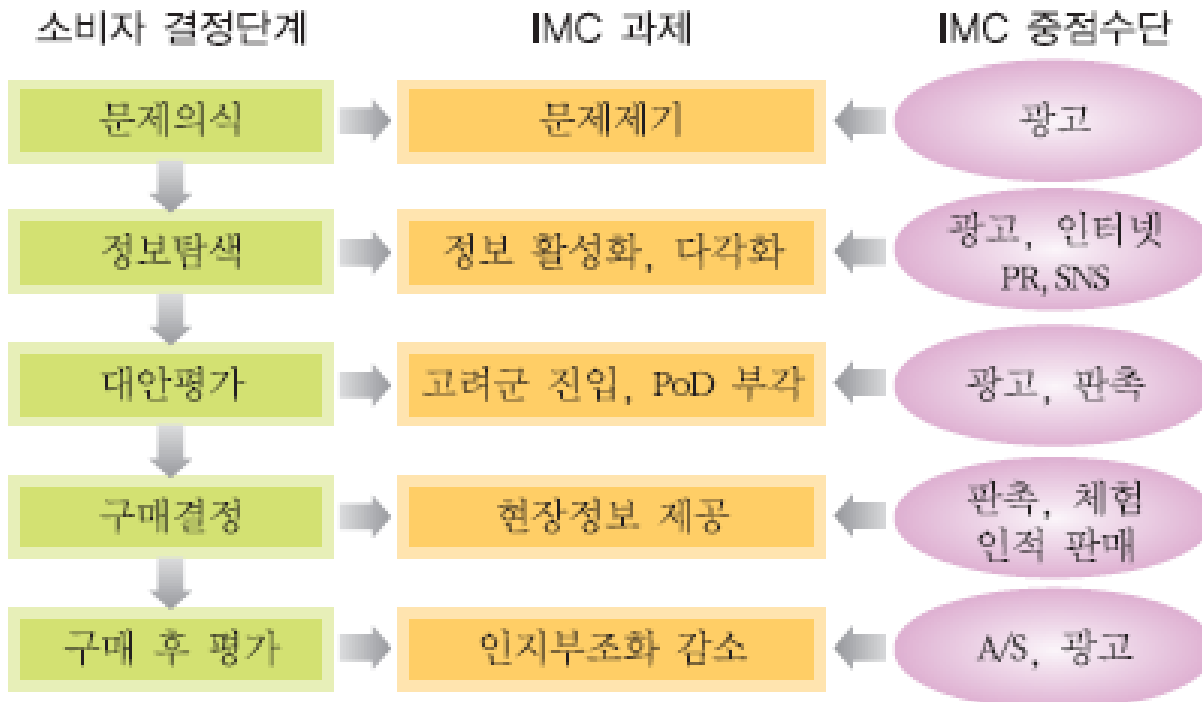 소비자 결정단계 IMC 과제 IMC 중점수단
문제의식 문제제기 광고
정보탐색 정보 활성화, 다각화 광고, 인터넷
PR, SNS
대안평가 고려군 진입, PoD 부각 광고, 판촉
구매결정 현장정보 제공 판촉, 체험
인적 판매
구매 후 평가 인지부조화 감소 A/S, 광고